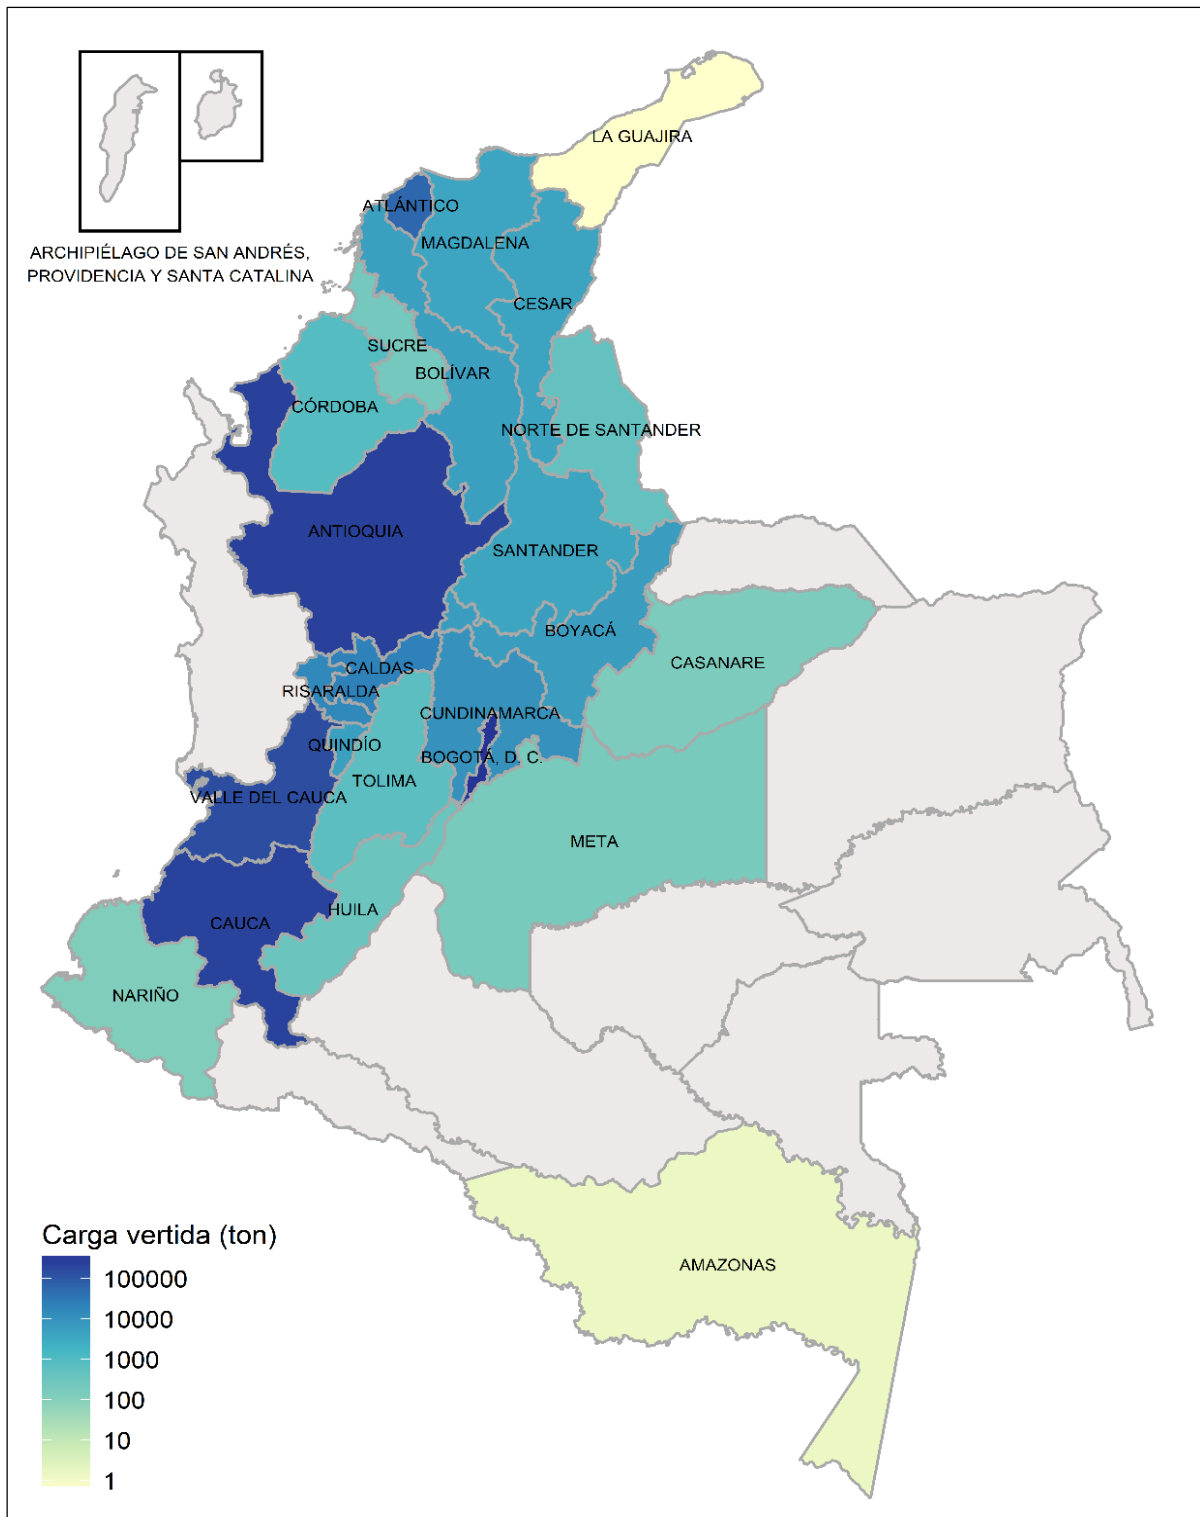 LA GUAJIRA
ATLÁNTICO
MAGDALENA
ARCHIPIÉLAGO DE SAN ANDRÉS,
PROVIDENCIA Y SANTA CATALINA
CESAR
SUCRE
BOLÍVAR
CÓRDOBA
NORTE DE SANTANDER
ANTIOQUIA
SANTANDER
BOYACÁ
CASANARE
CALDAS
RISARALDA
CUNDINAMARCA
QUINDÍO
BOGOTÁ, D. C.
TOLIMA
VALLE DEL CAUCA
META
HUILA
CAUCA
NARIÑO
Carga vertida (ton)
AMAZONAS
100000
10000
1000
100
10
1